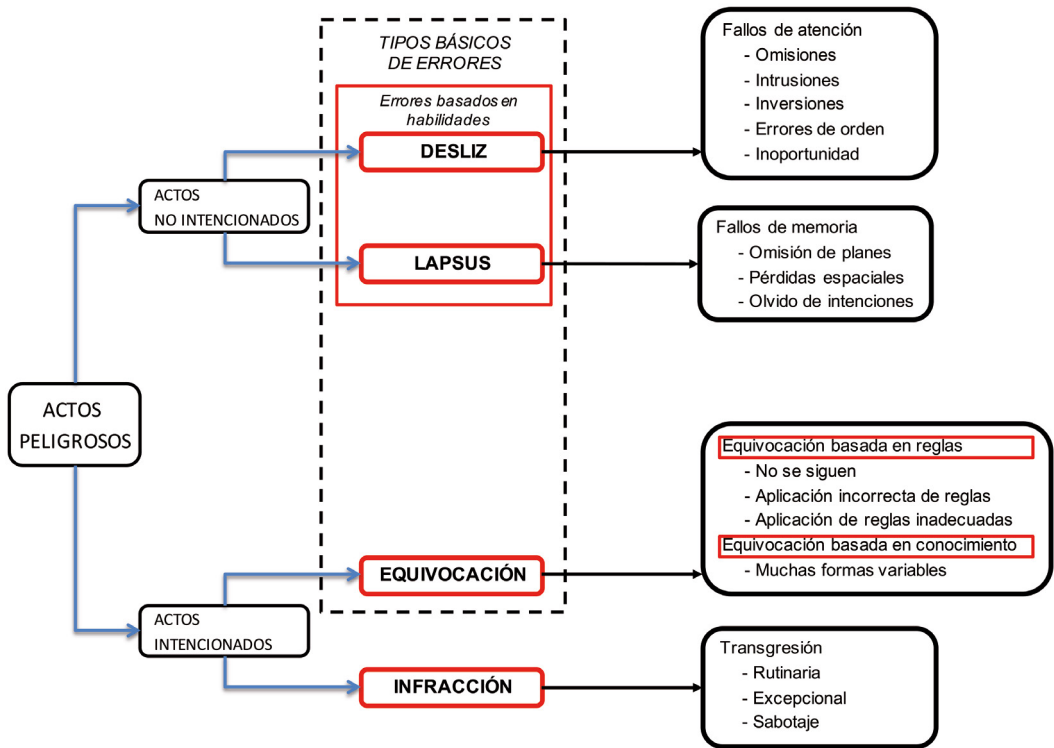 TIPOS BÁSICOS
DE ERRORES
Errores basados en
habilidades
DESLIZ
LAPSUS
EQUIVOCACIÓN
INFRACCIÓN
ACTOS
NO INTENCIONADOS
ACTOS
PELIGROSOS
ACTOS
INTENCIONADOS
Fallos de atención
- Omisiones
- Intrusiones
- Inversiones
- Errores de orden
- Inoportunidad
Fallos de memoria
- Omisión de planes
- Pérdidas espaciales
- Olvido de intenciones
Equivocación basada en reglas
- No se siguen
- Aplicación incorrecta de reglas
- Aplicación de reglas inadecuadas
Equivocación basada en conocimiento
- Muchas formas variables
Transgresión
- Rutinaria
- Excepcional
- Sabotaje